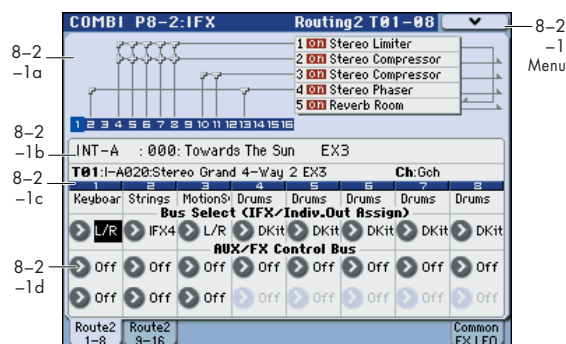 COMBI P8-2:IFX Routing2 T01-08
8-2
-1
Menu
8-2
-1a
1 on Stereo Limiter
2 on Stereo Compressor
3 on Stereo Compressor
4 on Stereo Phaser
5 on Reverb Room
1 2 3 4 5 6 7 8 9 10 11 12 13 14 15 16
8-2
-1b
INT-A : 000: Towards The Sun EX3
T01:I-A020:Stereo Grand 4-Way 2 EX3 Ch:Gch
8-2
-1c
1 2 3 4 5 6 7 8
Keyboar Strings MotionS Drums Drums Drums Drums Drums
Bus Select (IFX/Indiv.Out Assign)
L/R IFX4 L/R DKit DKit DKit DKit DKit
AUX/FX Control Bus
8-2
-1d
Off Off Off Off Off Off Off Off
Off Off Off Off Off Off Off Off
Route2
1-8
Route2
9-16
Common
FX LFO